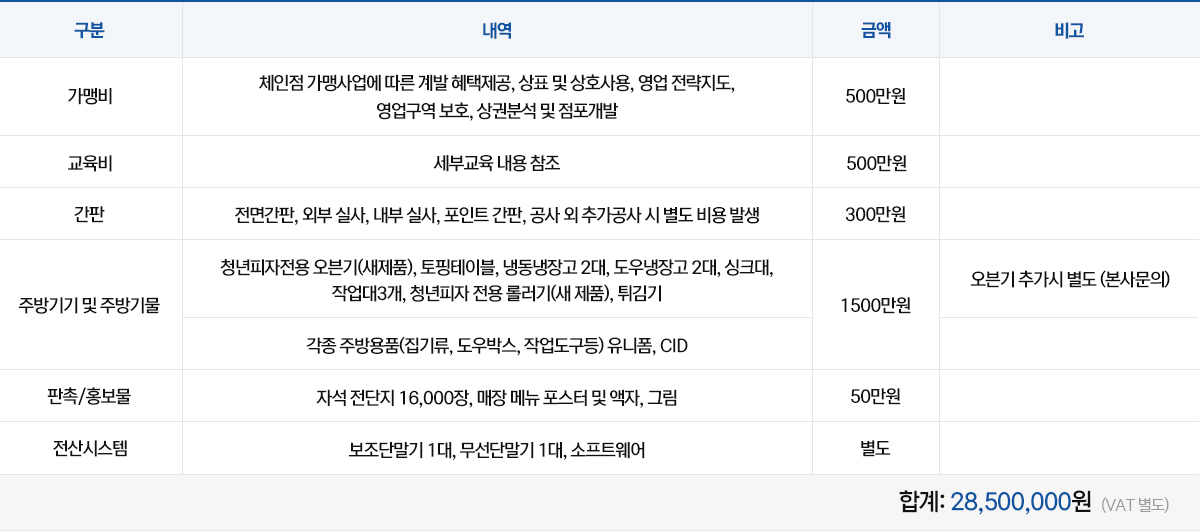 구분 내역 금액 비고
가맹비 체인점 가맹사업에 따른 계발 혜택제공, 상표 및 상호사용, 영업 전략지도, 500만원
영업구역 보호, 상권분석 및 점포개발
교육비 세부교육 내용 참조 500만원
간판 전면간판, 외부 실사, 내부 실사, 포인트 간판, 공사 외 추가공사 시 별도 비용 발생 300만원
주방기기 및 주방기물 청년피자전용 오븐기(새제품), 토핑테이블, 냉동냉장고 2대, 도우냉장고 2대, 싱크대, 1500만원 오븐기 추가시 별도 (본사문의)
작업대3개, 청년피자 전용 롤러기(새 제품), 튀김기
각종 주방용품(집기류, 도우박스, 작업도구등) 유니폼, CID
판촉/홍보물 자석 전단지 16,000장, 매장 메뉴 포스터 및 액자, 그림 50만원
전산시스템 보조단말기 1대, 무선단말기 1대, 소프트웨어 별도
합계: 28,500,000원 (VAT 별도)